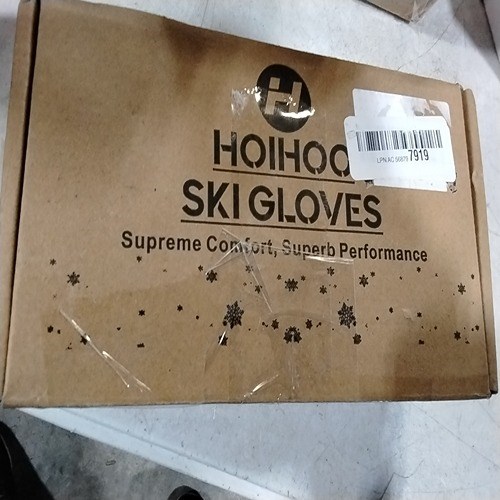 H
HOIHOO
SKI GLOVES
Supreme Comfort, Superb Performance
7919